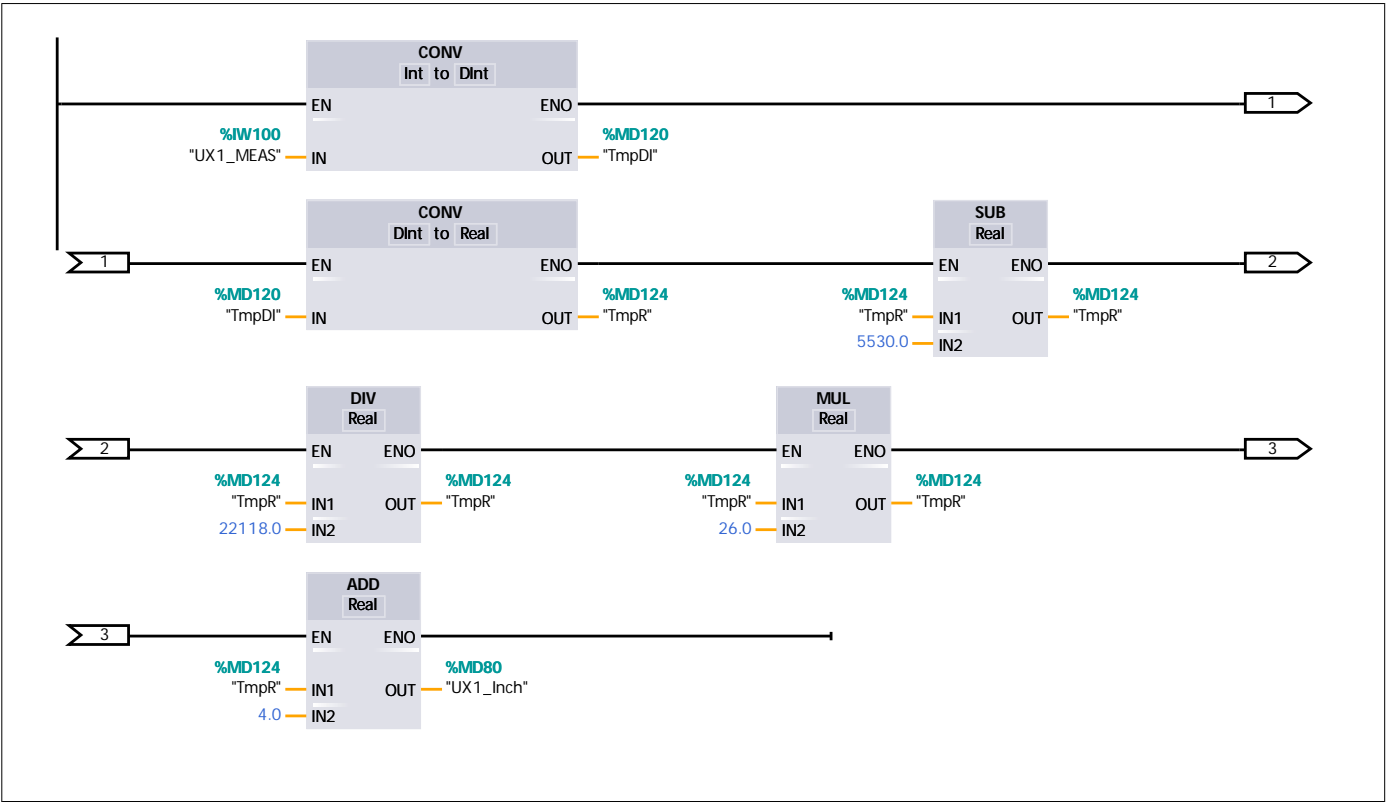 CONV
Int to DInt
EN ENO 1
%IW100 %MD120
"UX1_MEAS" IN OUT "TmpDI"
CONV SUB
DInt to Real Real
1 EN ENO EN ENO 2
%MD120 %MD124 %MD124 %MD124
"TmpDI" IN OUT "TmpR" "TmpR" IN1 OUT "TmpR"
5530.0 IN2
DIV MUL
Real Real
2 EN ENO EN ENO 3
%MD124 %MD124 %MD124 %MD124
"TmpR" IN1 OUT "TmpR" "TmpR" IN1 OUT "TmpR"
22118.0 IN2 26.0 IN2
ADD
Real
3 EN ENO
%MD124 %MD80
"TmpR" IN1 OUT "UX1_Inch"
4.0 IN2